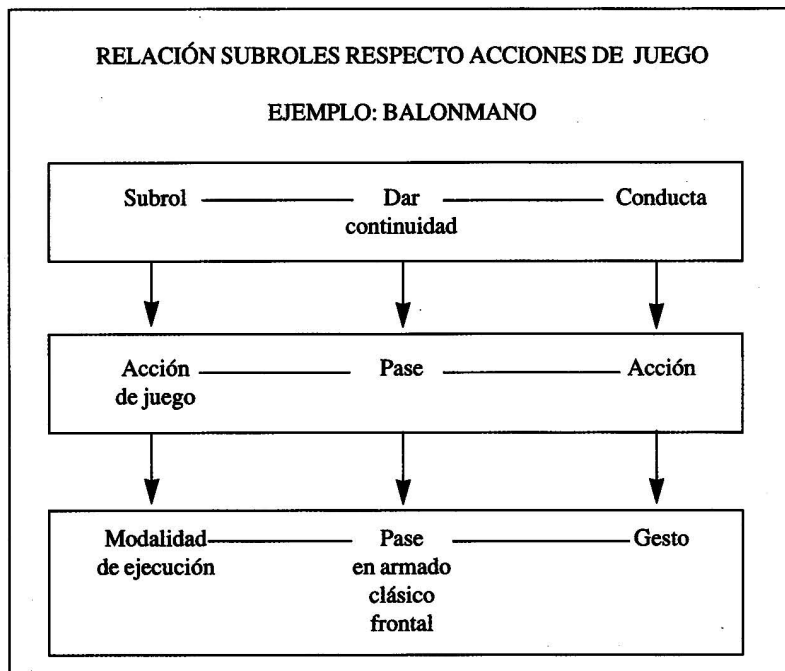 RELACIÓN SUBROLES RESPECTO ACCIONES DE JUEGO
EJEMPLO: BALONMANO
Subrol Dar Conducta
continuidad
Acción Pase Acción
de juego
Modalidad Pase Gesto
de ejecución en armado
clásico
frontal